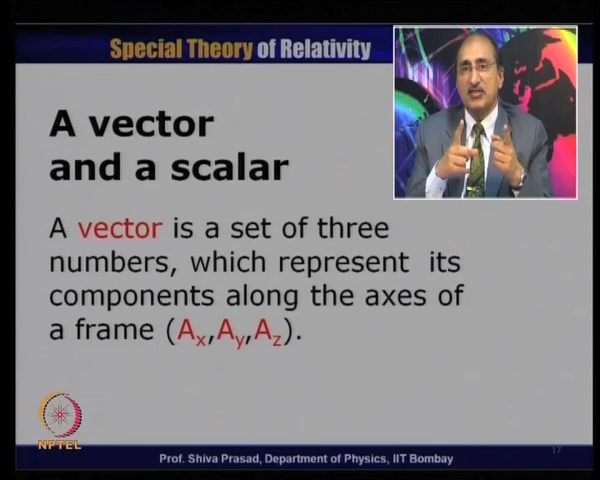 Special Theory of Relativity
A vector
and a scalar
A vector is a set of three
numbers, which represent its
components along the axes of
a frame (Ax,Ay,Az).
NPTEL
17
Prof. Shiva Prasad, Department of Physics, IIT Bombay